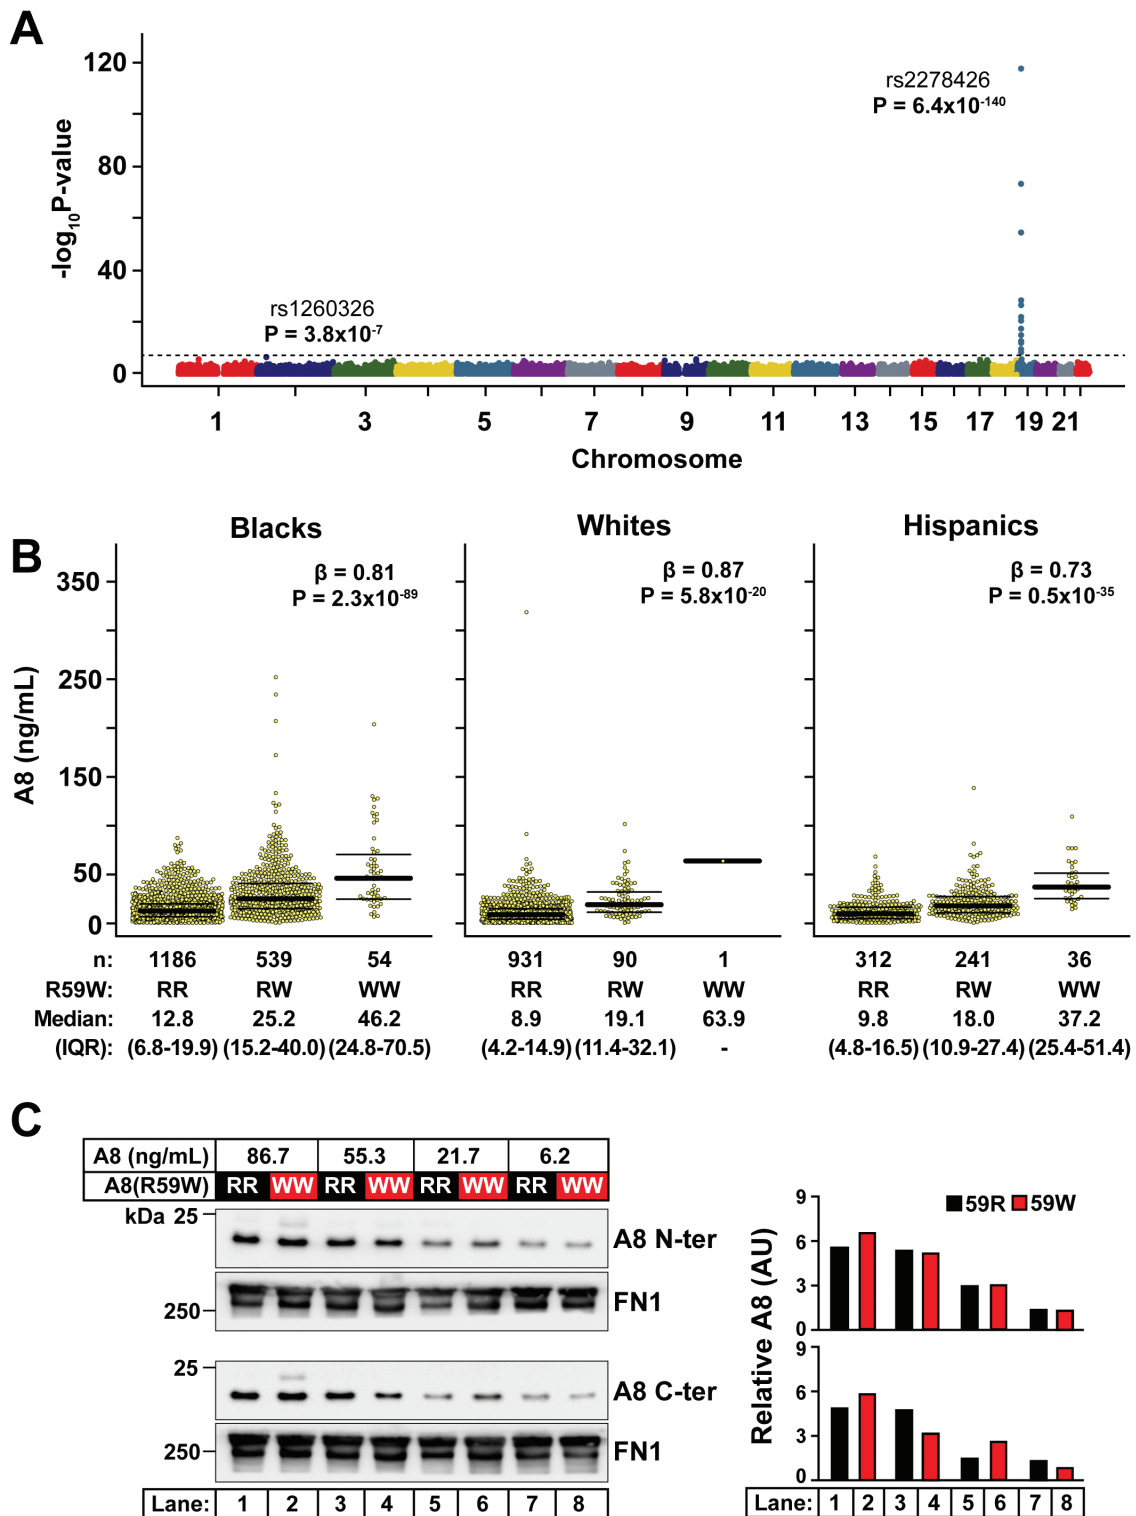 A
-log10P-value
120
80
40
0
rs2278426
P = 6.4x10-140
rs1260326
P = 3.8x10-7
1 3 5 7 9 11 13 15 17 19 21
Chromosome
B
Blacks Whites Hispanics
β = 0.81 β = 0.87 β = 0.73
P = 2.3x10-89 P = 5.8x10-20 P = 0.5x10-35
A8 (ng/mL)
350
250
150
50
0
n: 1186 539 54 931 90 1 312 241 36
R59W: RR RW WW RR RW WW RR RW WW
Median: 12.8 25.2 46.2 8.9 19.1 63.9 9.8 18.0 37.2
(IQR): (6.8-19.9) (15.2-40.0) (24.8-70.5) (4.2-14.9) (11.4-32.1) - (4.8-16.5) (10.9-27.4) (25.4-51.4)
C
A8 (ng/mL) 86.7 55.3 21.7 6.2
A8(R59W) RR WW RR WW RR WW RR WW
kDa 25
A8 N-ter
250
FN1
25
A8 C-ter
250
FN1
Lane: 1 2 3 4 5 6 7 8
59R 59W
Relative A8 (AU)
9
6
3
0
9
6
3
0
Lane: 1 2 3 4 5 6 7 8